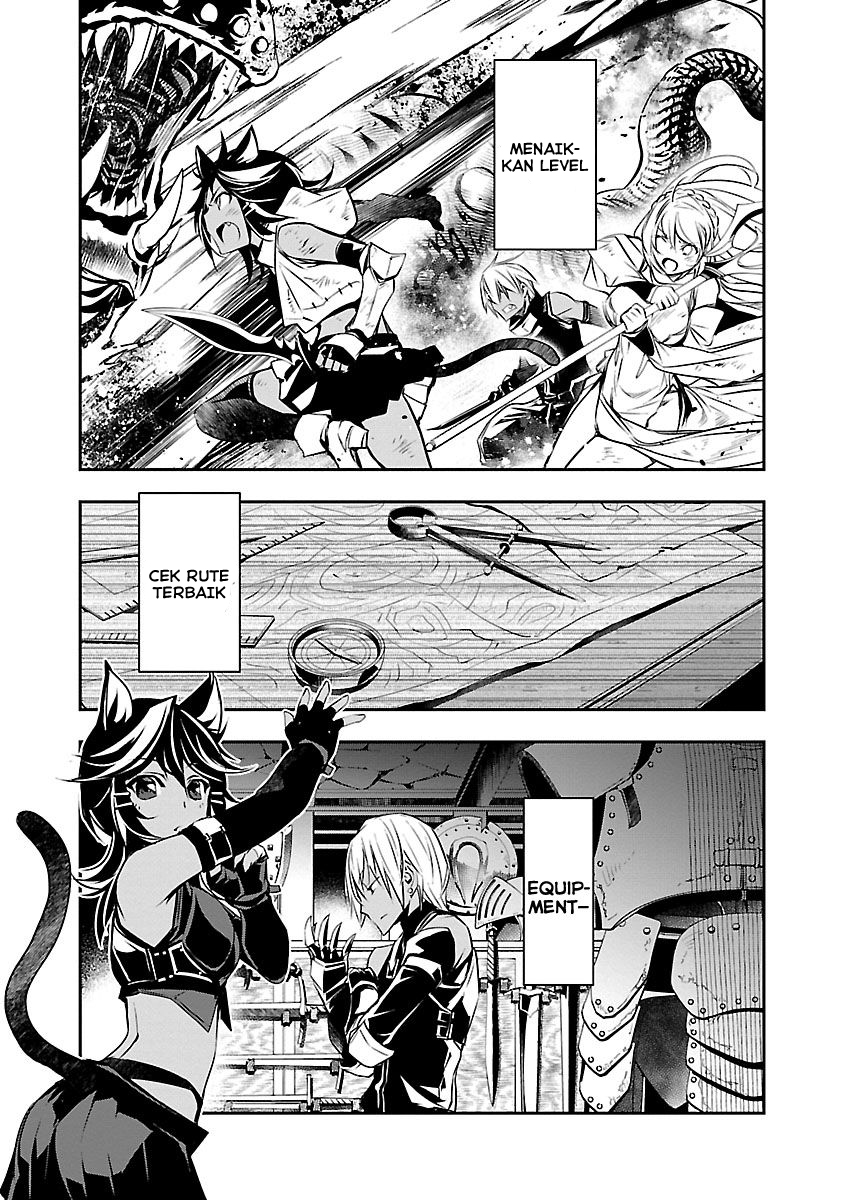 MENAIK-
KAN LEVEL
CEK RUTE
TERBAIK
EQUIP-
MENT—